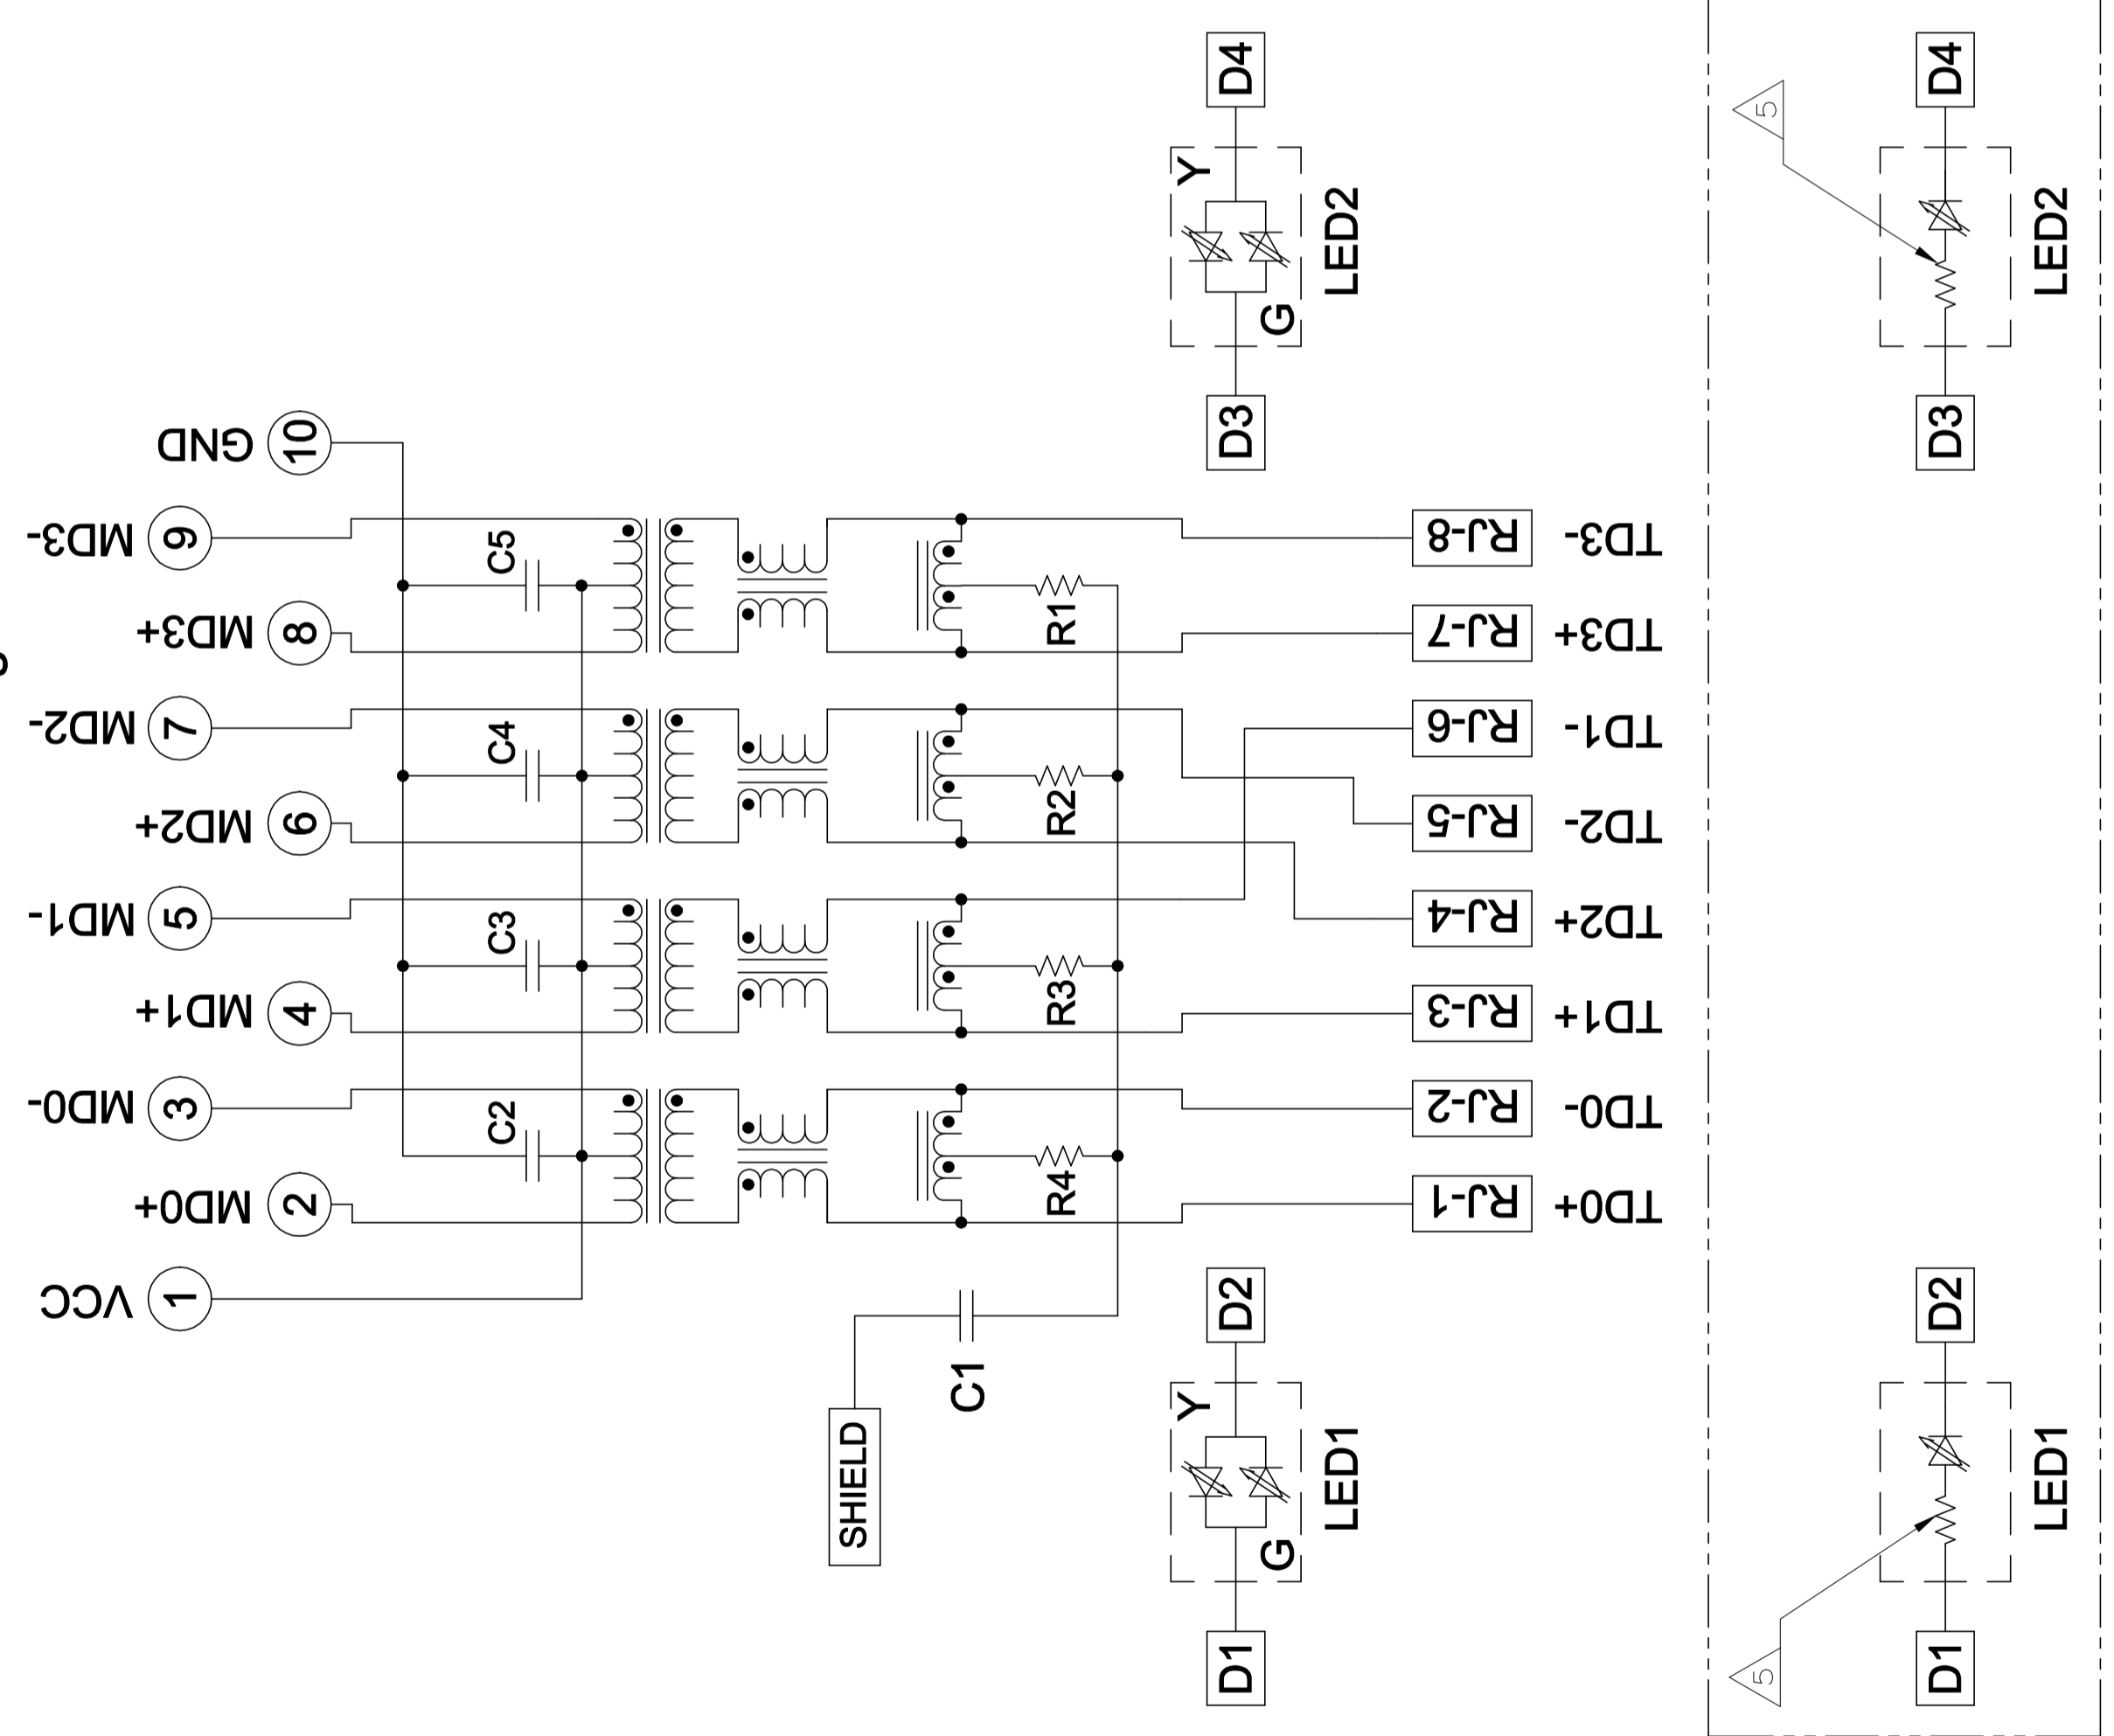 VCC
1
MD0+
2
MD0-
3
MD1+
4
MD1-
5
MD2+
6
MD2-
7
MD3+
8
MD3-
9
GND
10
C2
C3
C4
C5
R4
R3
R2
R1
SHIELD
C1
RJ-1
TD0+
RJ-2
TD0-
RJ-3
TD1+
RJ-4
TD2+
RJ-5
TD2-
RJ-6
TD1-
RJ-7
TD3+
RJ-8
TD3-
D1
G
Y
D2
LED1
D3
G
Y
D4
LED2
5
D1
D2
LED1
5
D3
D4
LED2